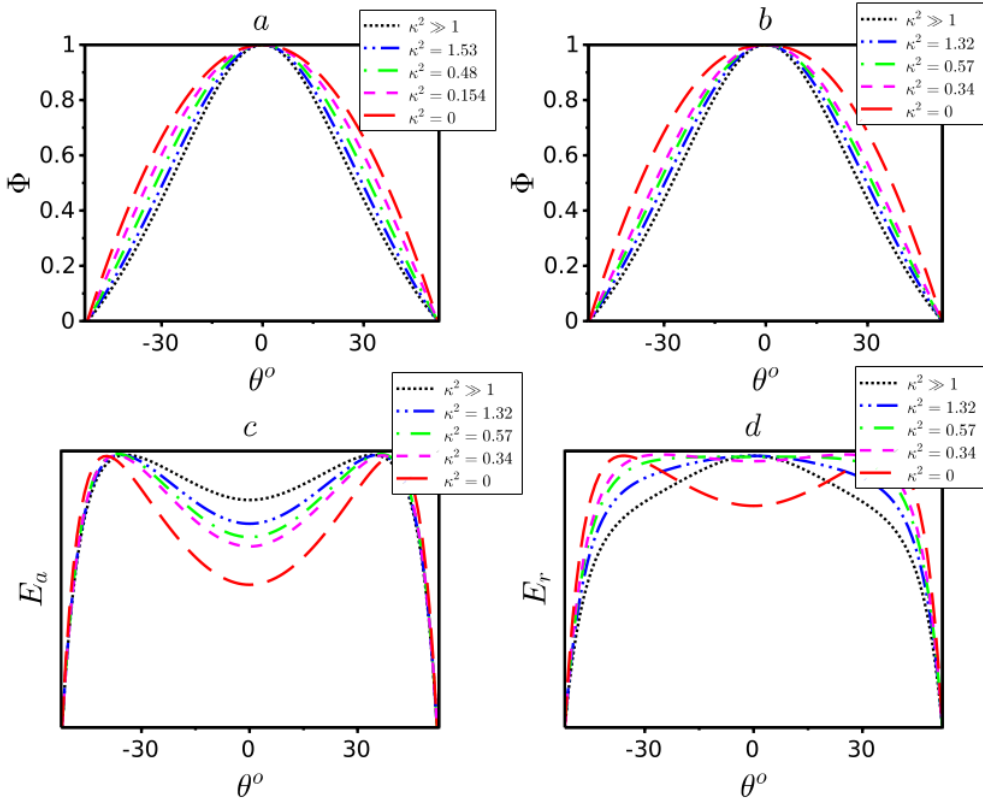 a
κ² ≫ 1
κ² = 1.53
κ² = 0.48
κ² = 0.154
κ² = 0
Φ
1
0.8
0.6
0.4
0.2
0
-30 0 30
θᵒ
b
κ² ≫ 1
κ² = 1.32
κ² = 0.57
κ² = 0.34
κ² = 0
Φ
1
0.8
0.6
0.4
0.2
0
-30 0 30
θᵒ
c
κ² ≫ 1
κ² = 1.32
κ² = 0.57
κ² = 0.34
κ² = 0
Eₐ
-30 0 30
θᵒ
d
κ² ≫ 1
κ² = 1.32
κ² = 0.57
κ² = 0.34
κ² = 0
Eᵣ
-30 0 30
θᵒ